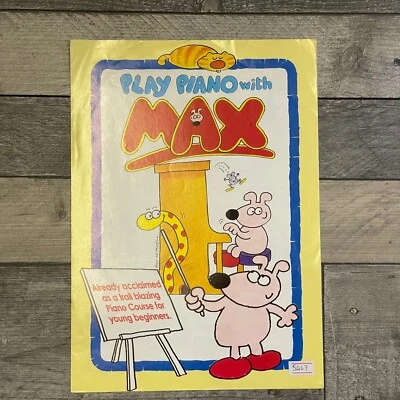 PLAY PIANO with
MAX
Already acclaimed
as a trail blazing
Piano Course for
young beginners.